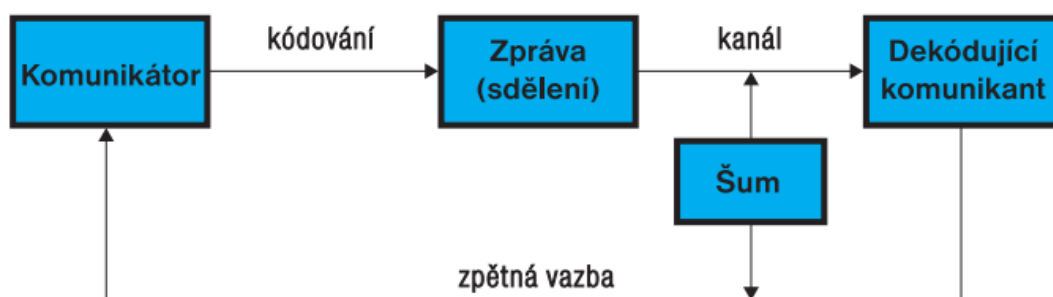 Komunikátor
kódování
Zpráva
(sdělení)
kanál
Dekódující
komunikant
Šum
zpětná vazba